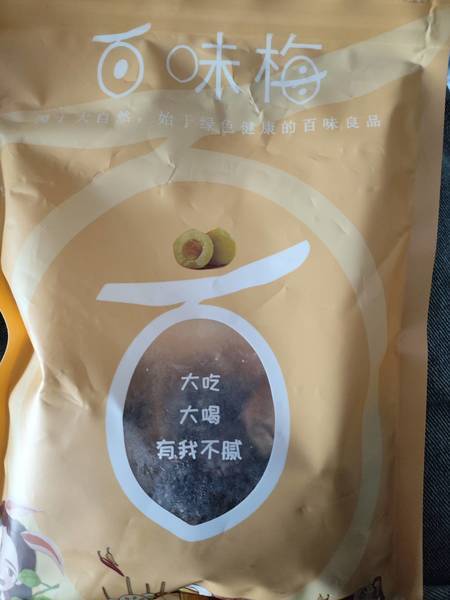 百味梅
于大自然，始于绿色健康的百味良品
大吃
大喝
有我不腻